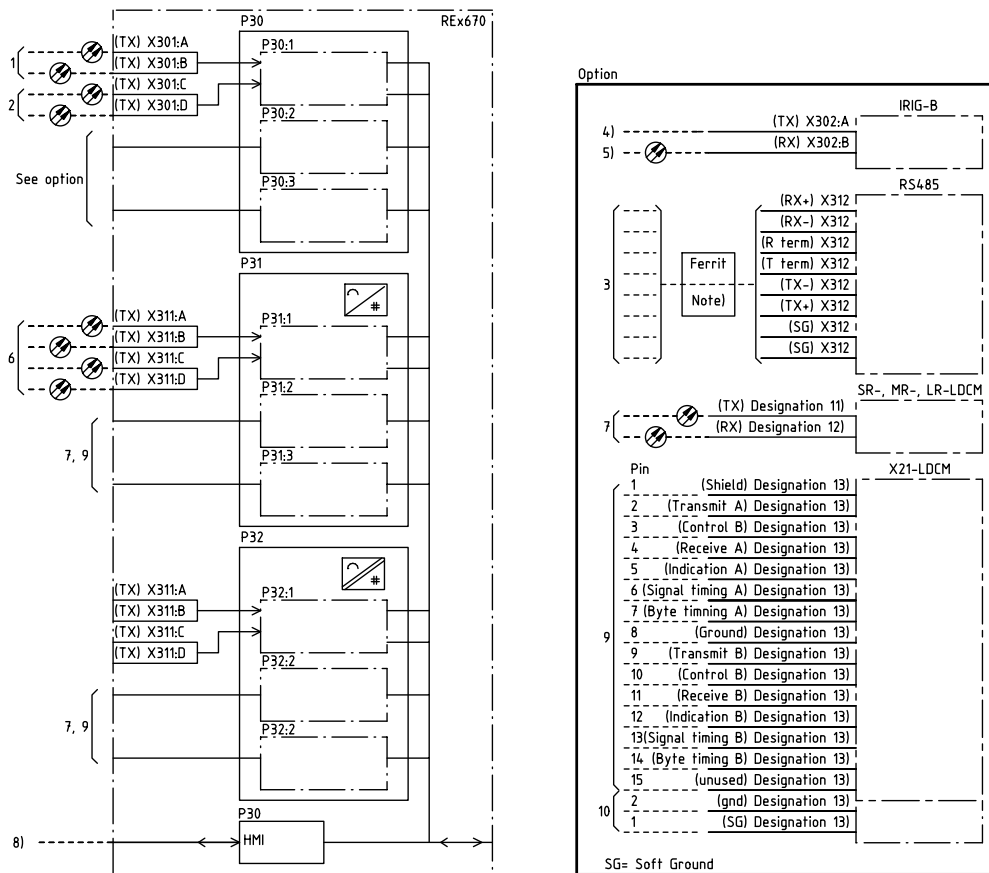 P30
REx670
1
(TX) X301:A
(TX) X301:B
P30:1
2
(TX) X301:C
(TX) X301:D
P30:2
See option
P30:3
P31
6
(TX) X311:A
(TX) X311:B
(TX) X311:C
(TX) X311:D
#
P31:1
P31:2
7, 9
P31:3
P32
#
(TX) X311:A
(TX) X311:B
(TX) X311:C
(TX) X311:D
P32:1
P32:2
7, 9
P32:2
P30
8)
HMI
Option
IRIG-B
4)
(TX) X302:A
5)
(RX) X302:B
RS485
3
Ferrit
Note)
(RX+) X312
(RX-) X312
(R term) X312
(T term) X312
(TX-) X312
(TX+) X312
(SG) X312
(SG) X312
SR-, MR-, LR-LDCM
7
(TX) Designation 11)
(RX) Designation 12)
X21-LDCM
Pin
1 (Shield) Designation 13)
2 (Transmit A) Designation 13)
3 (Control B) Designation 13)
4 (Receive A) Designation 13)
5 (Indication A) Designation 13)
6 (Signal timing A) Designation 13)
7 (Byte timning A) Designation 13)
9
8 (Ground) Designation 13)
9 (Transmit B) Designation 13)
10 (Control B) Designation 13)
11 (Receive B) Designation 13)
12 (Indication B) Designation 13)
13(Signal timing B) Designation 13)
14 (Byte timing B) Designation 13)
15 (unused) Designation 13)
10
2 (gnd) Designation 13)
1 (SG) Designation 13)
SG= Soft Ground